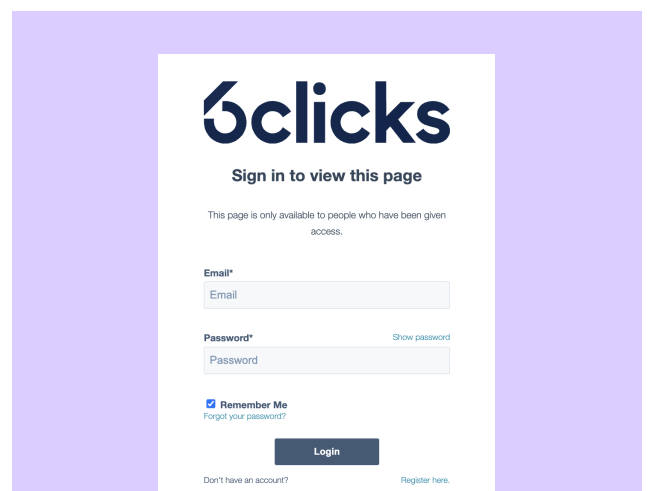 6clicks
Sign in to view this page
This page is only available to people who have been given
access.
Email*
Email
Password*
Show password
Password
Remember Me
Forgot your password?
Login
Don't have an account?
Register here.